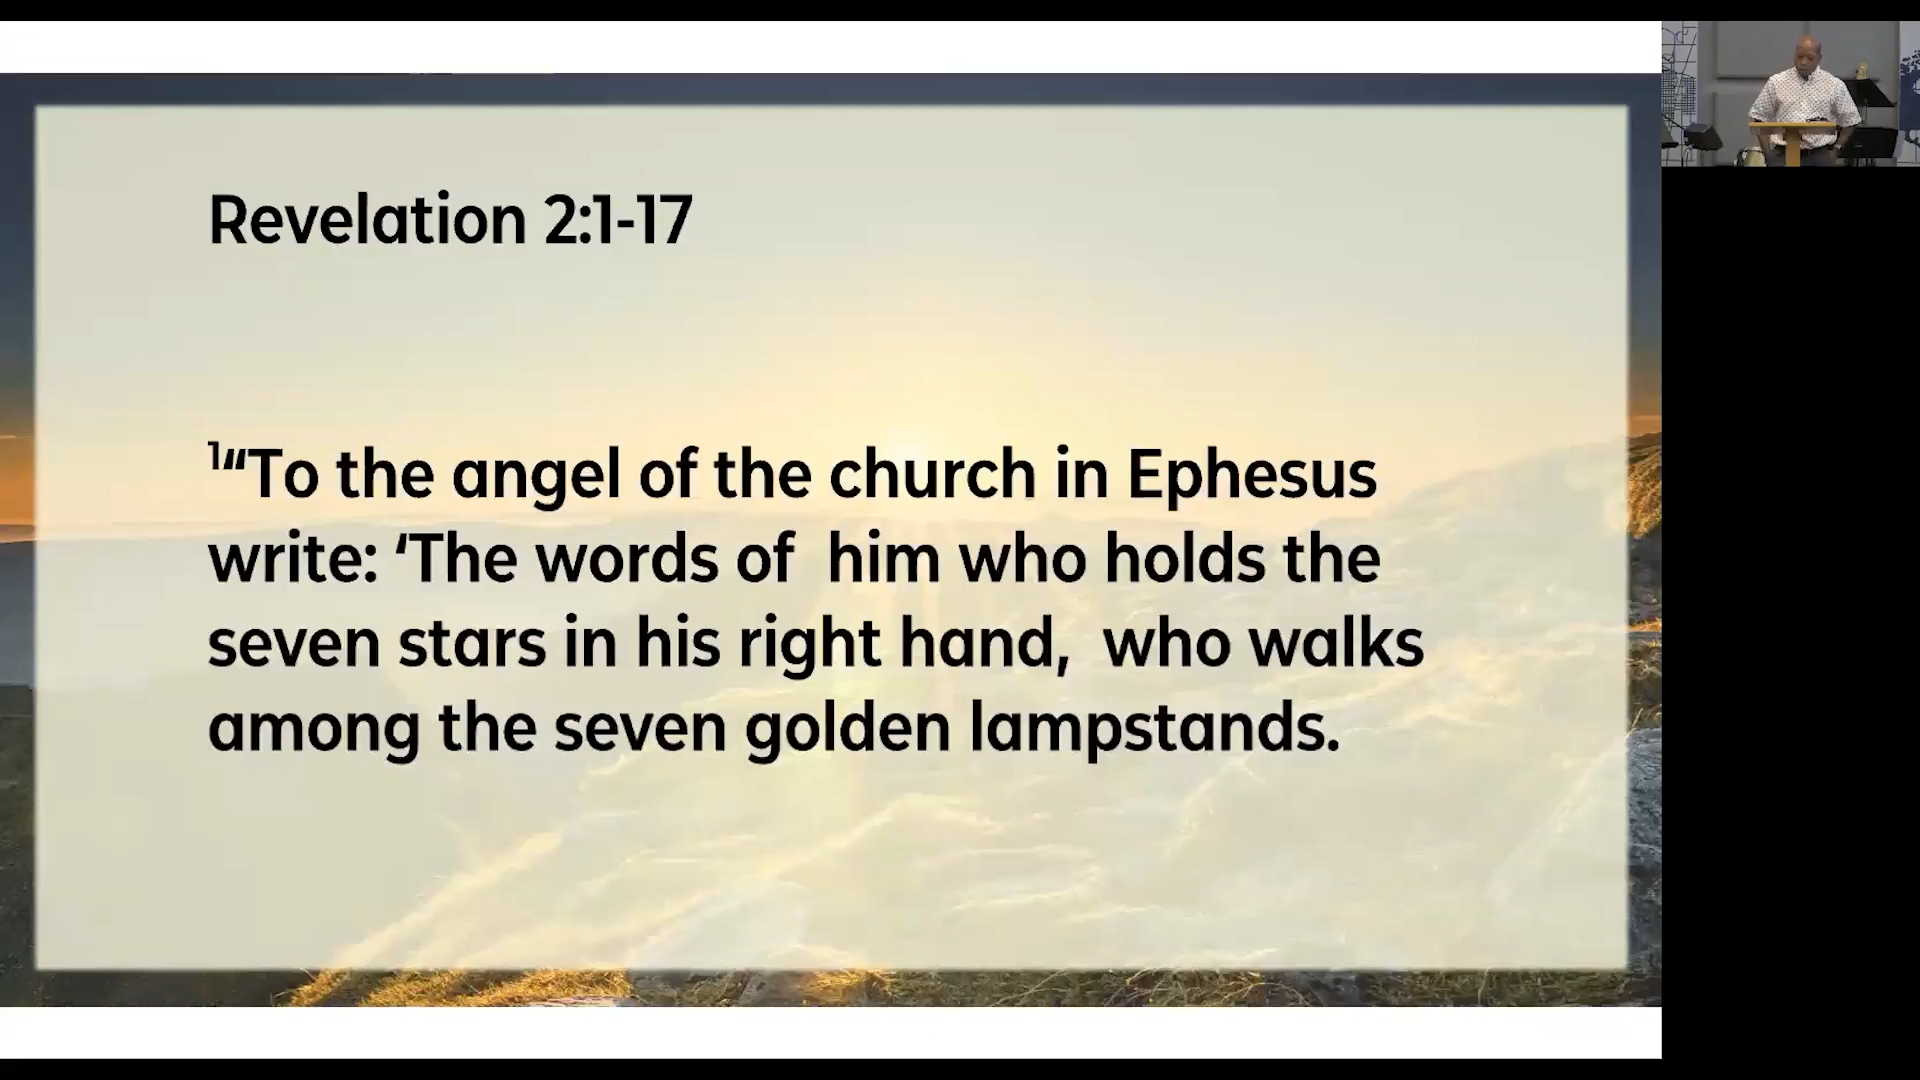 Revelation 2:1-17
¹“To the angel of the church in Ephesus
write: ‘The words of  him who holds the
seven stars in his right hand,  who walks
among the seven golden lampstands.